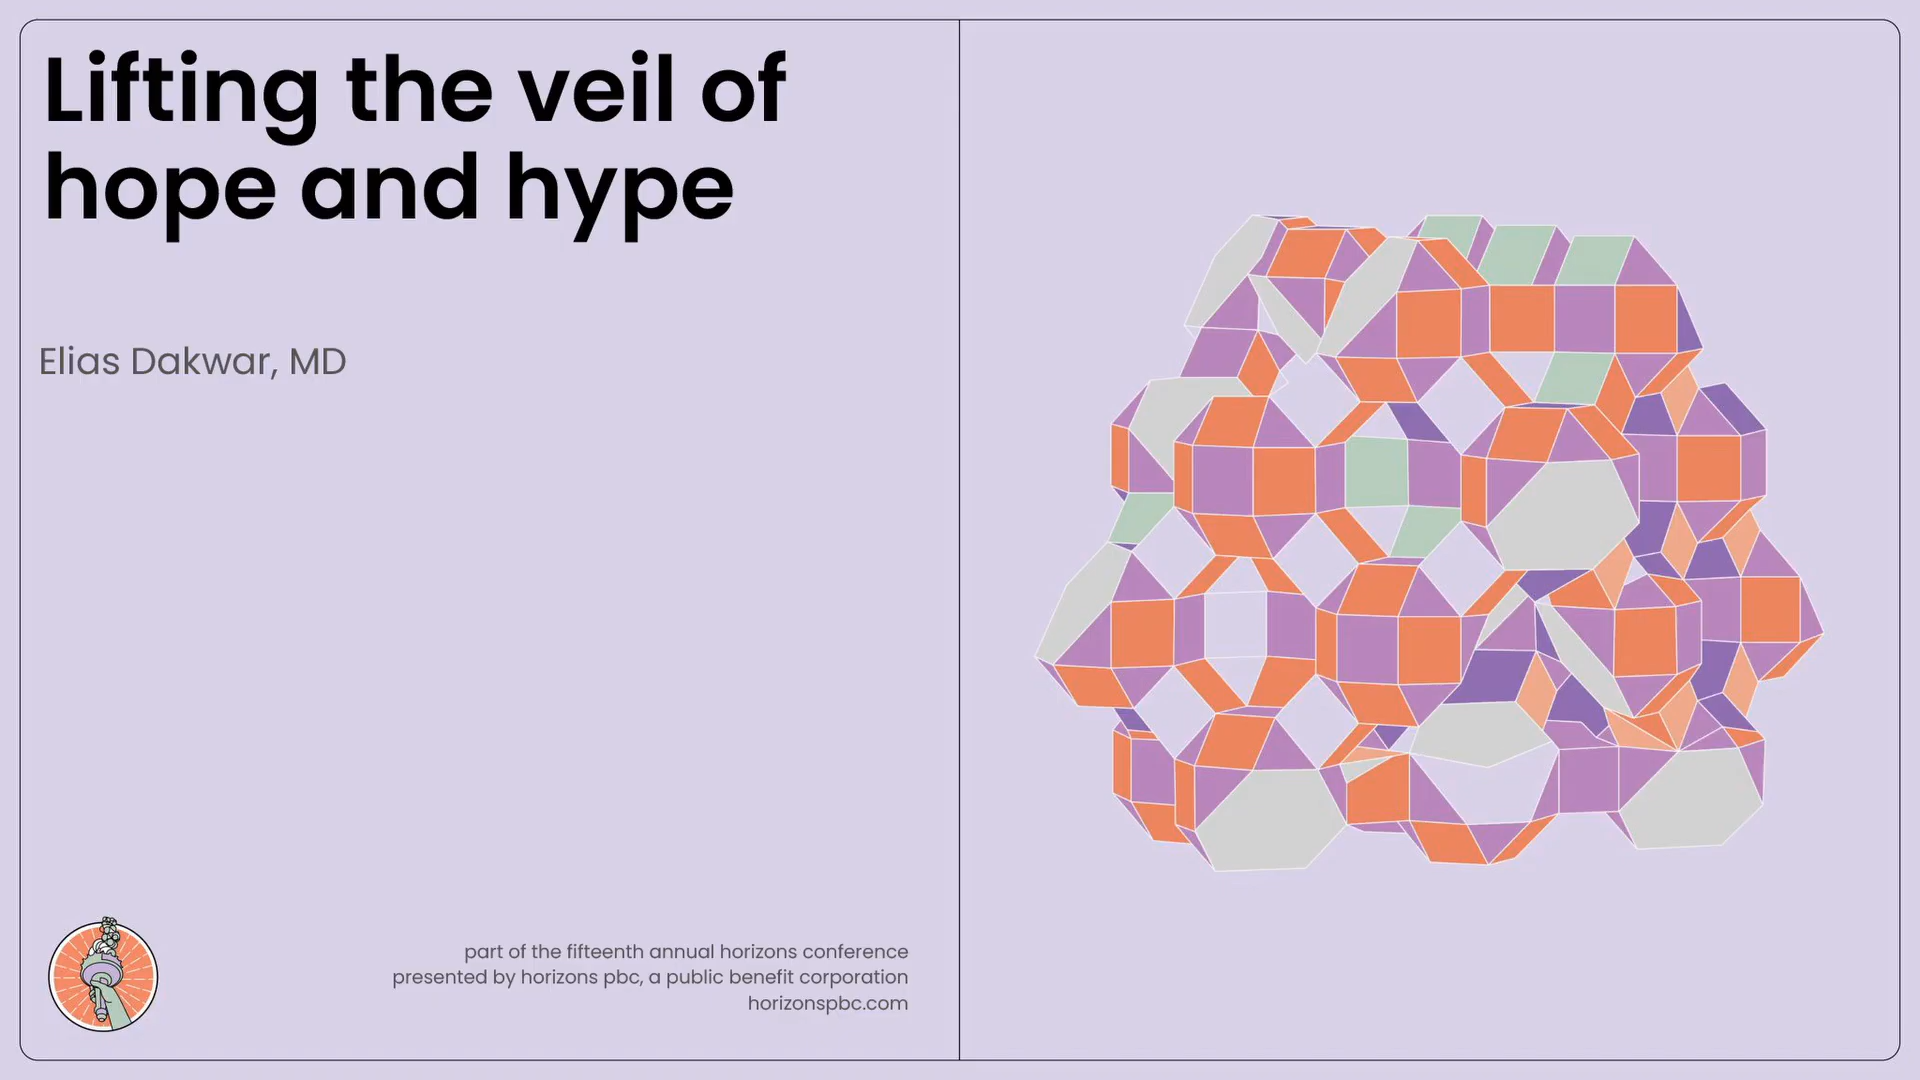 Lifting the veil of
hope and hype
Elias Dakwar, MD
part of the fifteenth annual horizons conference
presented by horizons pbc, a public benefit corporation
horizonspbc.com